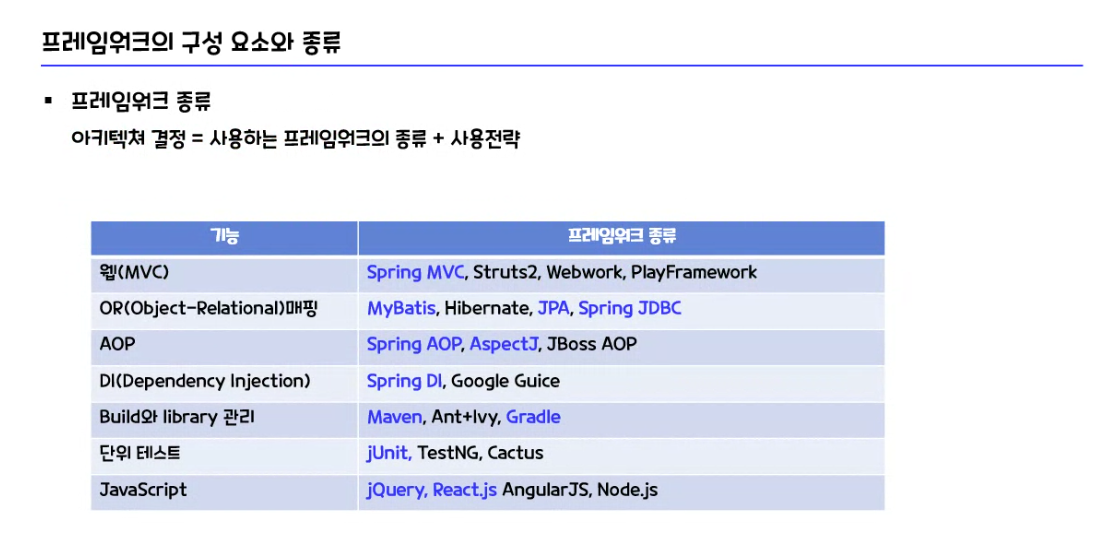 프레임워크의 구성 요소와 종류
▪ 프레임워크 종류
아키텍쳐 결정 = 사용하는 프레임워크의 종류 + 사용전략
기능 프레임워크 종류
웹(MVC) Spring MVC, Struts2, Webwork, PlayFramework
OR(Object-Relational)매핑 MyBatis, Hibernate, JPA, Spring JDBC
AOP Spring AOP, AspectJ, JBoss AOP
DI(Dependency Injection) Spring DI, Google Guice
Build와 library 관리 Maven, Ant+Ivy, Gradle
단위 테스트 jUnit, TestNG, Cactus
JavaScript jQuery, React.js AngularJS, Node.js